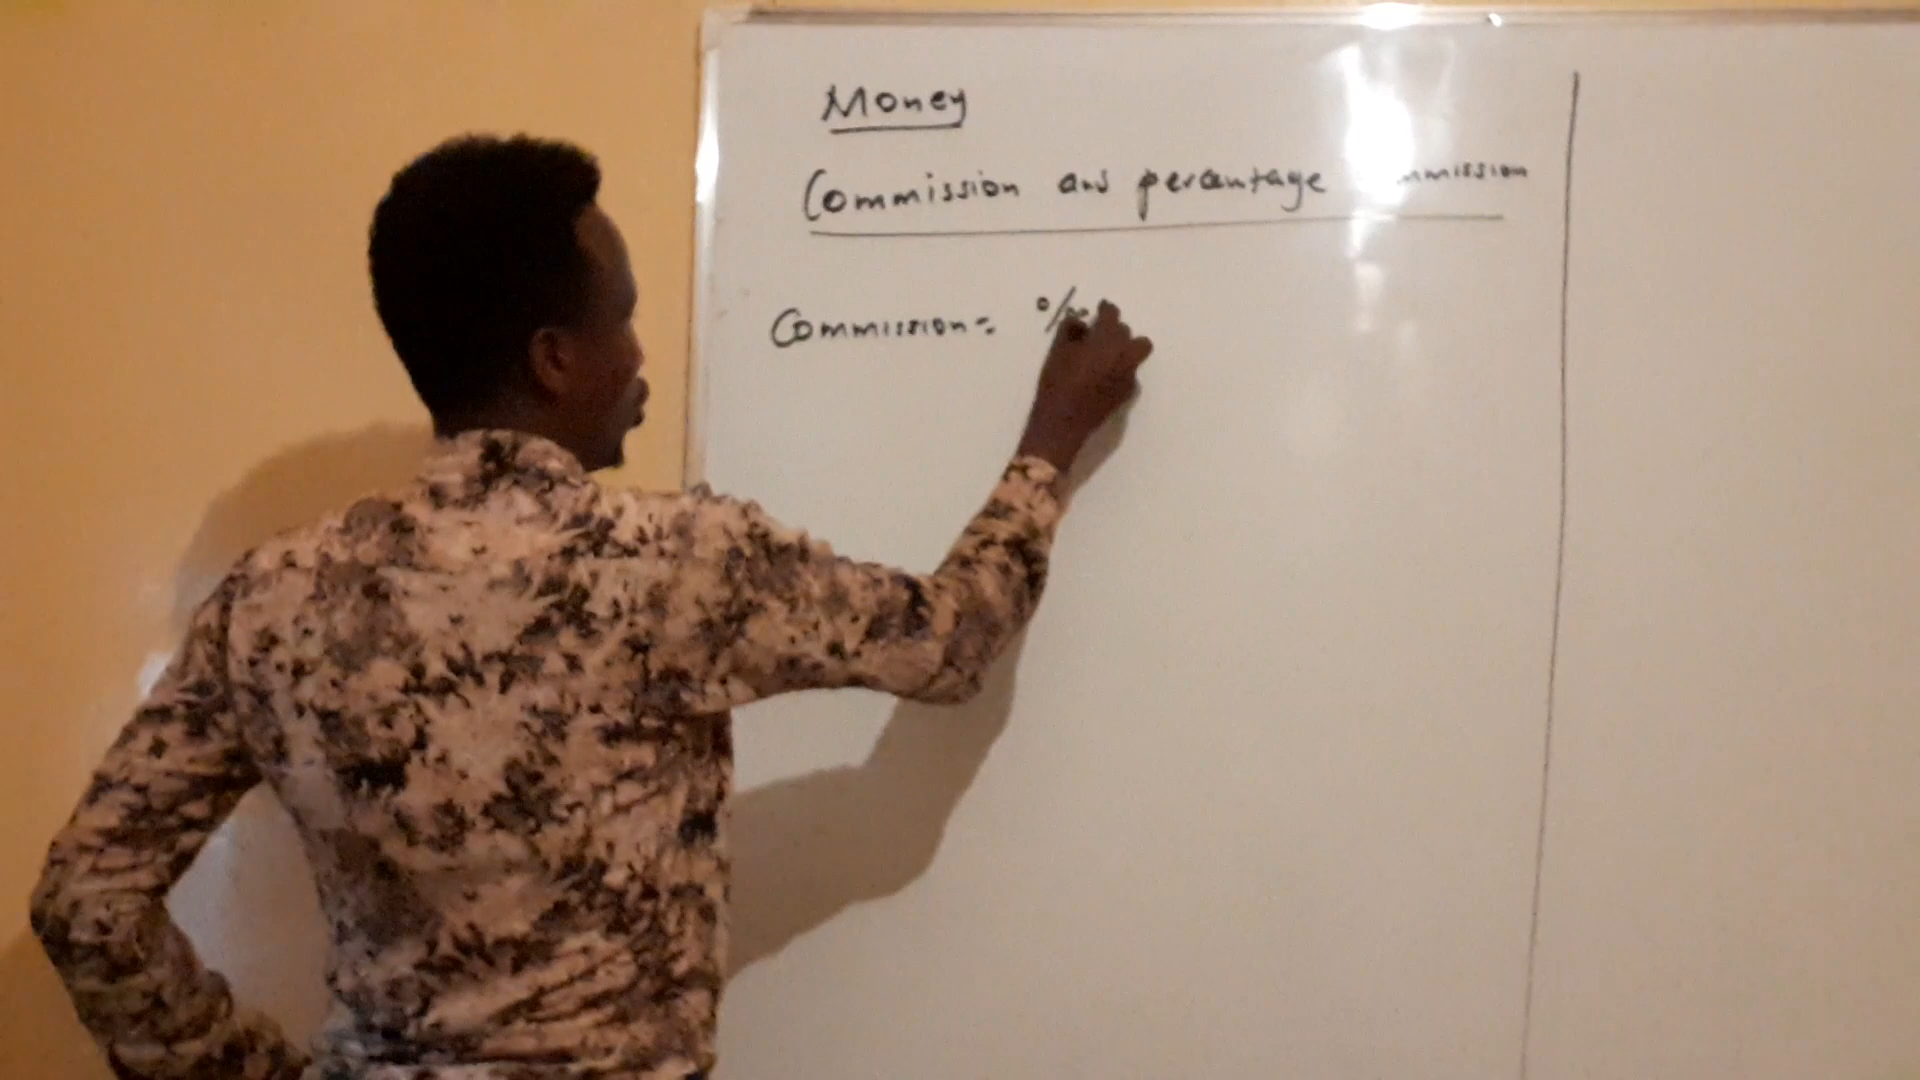 Money
Commission and percentage
Commission = %